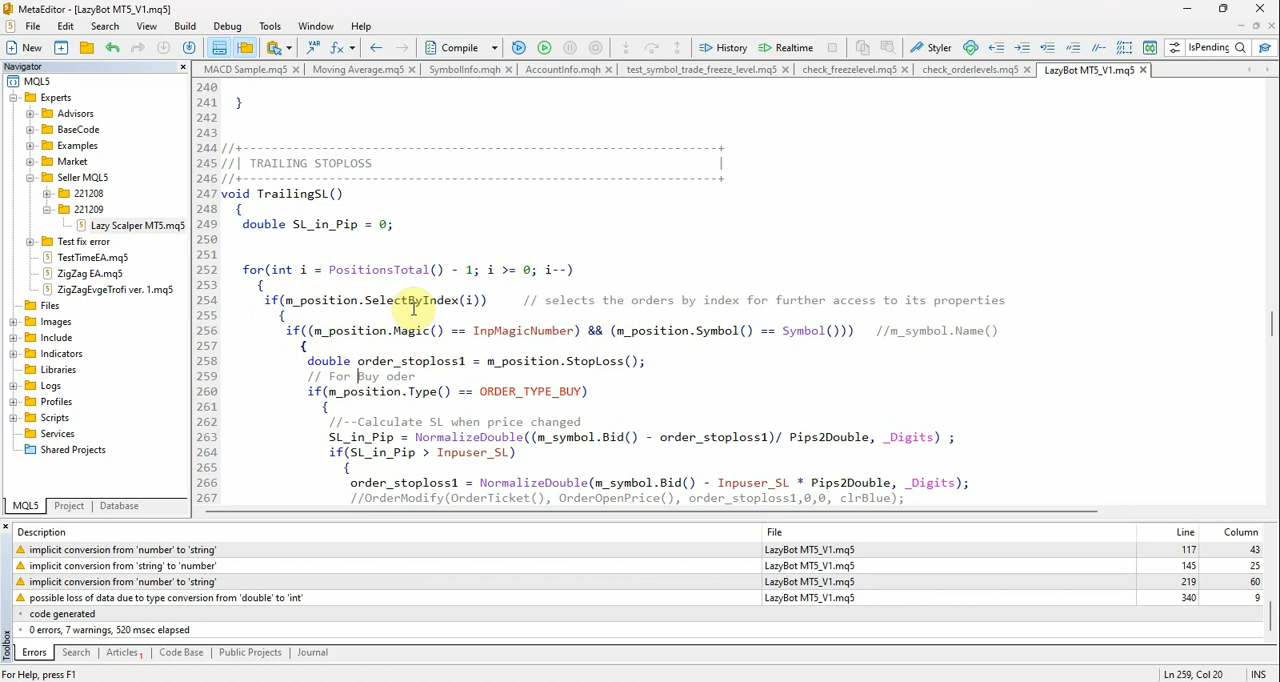 MetaEditor - [LazyBot MT5_V1.mq5]
File Edit Search View Build Debug Tools Window Help
New Compile History Realtime Styler IsPending
Navigator
MACD Sample.mq5 Moving Average.mq5 SymbolInfo.mqh AccountInfo.mqh test_symbol_trade_freeze_level.mq5 check_freezelevel.mq5 check_orderlevels.mq5 LazyBot MT5_V1.mq5
MQL5
Experts
Advisors
BaseCode
Examples
Market
Seller MQL5
221208
221209
Lazy Scalper MT5.mq5
Test fix error
TestTimeEA.mq5
ZigZag EA.mq5
ZigZagEvgeTrofi ver. 1.mq5
Files
Images
Include
Indicators
Libraries
Logs
Profiles
Scripts
Services
Shared Projects
MQL5 Project Database
240
241 }
242
243
244 //+------------------------------------------------------------------+
245 //| TRAILING STOPLOSS |
246 //+------------------------------------------------------------------+
247 void TrailingSL()
248 {
249 double SL_in_Pip = 0;
250
251
252 for(int i = PositionsTotal() - 1; i >= 0; i--)
253 {
254 if(m_position.SelectByIndex(i)) // selects the orders by index for further access to its properties
255 {
256 if((m_position.Magic() == InpMagicNumber) && (m_position.Symbol() == Symbol())) //m_symbol.Name()
257 {
258 double order_stoploss1 = m_position.StopLoss();
259 // For Buy oder
260 if(m_position.Type() == ORDER_TYPE_BUY)
261 {
262 //--Calculate SL when price changed
263 SL_in_Pip = NormalizeDouble((m_symbol.Bid() - order_stoploss1)/ Pips2Double, _Digits) ;
264 if(SL_in_Pip > Inpuser_SL)
265 {
266 order_stoploss1 = NormalizeDouble(m_symbol.Bid() - Inpuser_SL * Pips2Double, _Digits);
267 //OrderModify(OrderTicket(), OrderOpenPrice(), order_stoploss1,0,0, clrBlue);
Description File Line Column
implicit conversion from 'number' to 'string' LazyBot MT5_V1.mq5 117 43
implicit conversion from 'string' to 'number' LazyBot MT5_V1.mq5 145 25
implicit conversion from 'number' to 'string' LazyBot MT5_V1.mq5 219 60
possible loss of data due to type conversion from 'double' to 'int' LazyBot MT5_V1.mq5 340 9
code generated
0 errors, 7 warnings, 520 msec elapsed
Toolbox
Errors Search Articles 1 Code Base Public Projects Journal
For Help, press F1 Ln 259, Col 20 INS